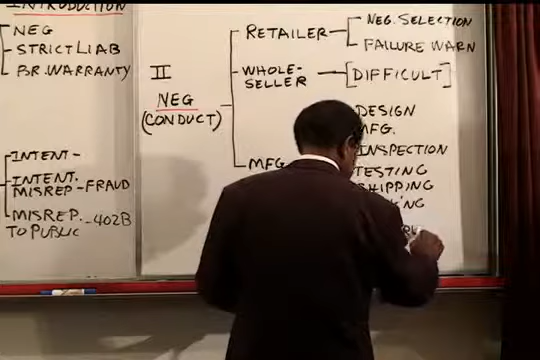 INTRODUCTION
NEG
STRICT LIAB
BR. WARRANTY
INTENT -
INTENT.
MISREP - FRAUD
MISREP. - 402B
TO PUBLIC
II
NEG
(CONDUCT)
RETAILER
NEG. SELECTION
FAILURE WARN
WHOLE-
SELLER
[DIFFICULT]
MFG.
DESIGN
MFG.
INSPECTION
TESTING
SHIPPING